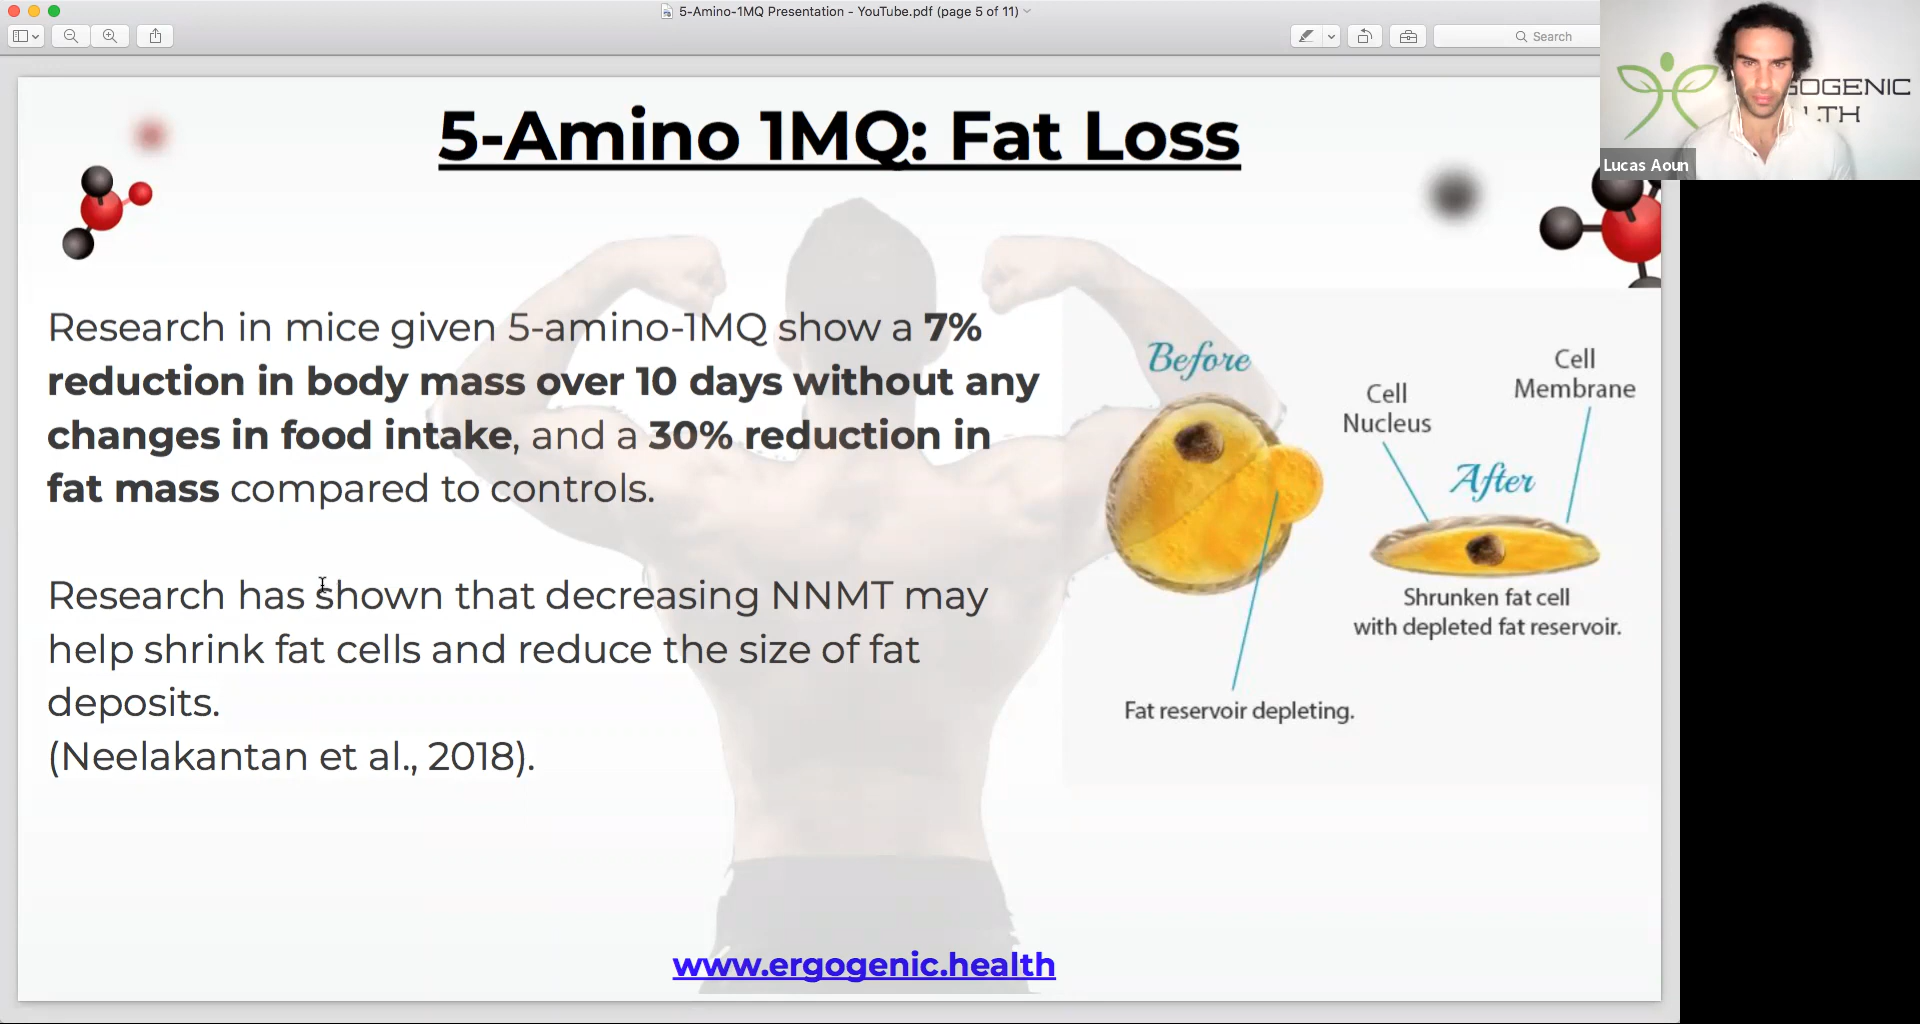 5-Amino-1MQ Presentation - YouTube.pdf (page 5 of 11)
Search
OGENIC
LTH
Lucas Aoun
5-Amino 1MQ: Fat Loss
Research in mice given 5-amino-1MQ show a 7%
reduction in body mass over 10 days without any
changes in food intake, and a 30% reduction in
fat mass compared to controls.
Research has shown that decreasing NNMT may
help shrink fat cells and reduce the size of fat
deposits.
(Neelakantan et al., 2018).
Before
Cell
Nucleus
Cell
Membrane
After
Shrunken fat cell
with depleted fat reservoir.
Fat reservoir depleting.
www.ergogenic.health